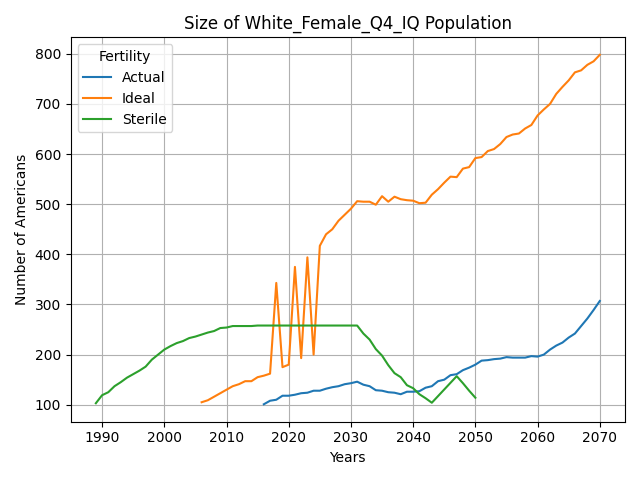 Size of White_Female_Q4_IQ Population
Fertility
Actual
Ideal
Sterile
Number of Americans
800
700
600
500
400
300
200
100
1990
2000
2010
2020
2030
2040
2050
2060
2070
Years